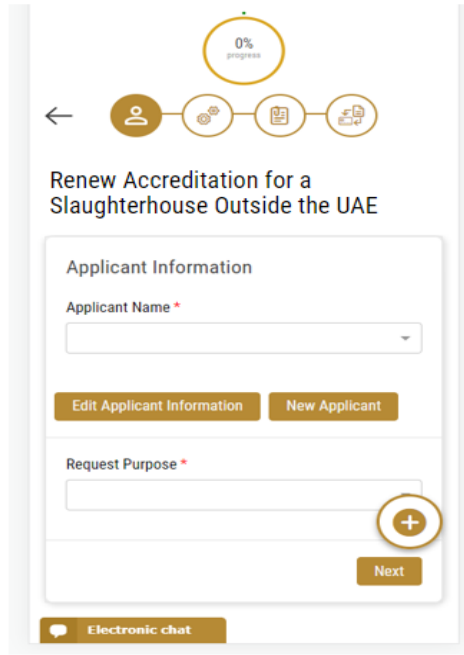 0%
progress
Renew Accreditation for a
Slaughterhouse Outside the UAE
Applicant Information
Applicant Name *
Edit Applicant Information
New Applicant
Request Purpose *
Next
Electronic chat